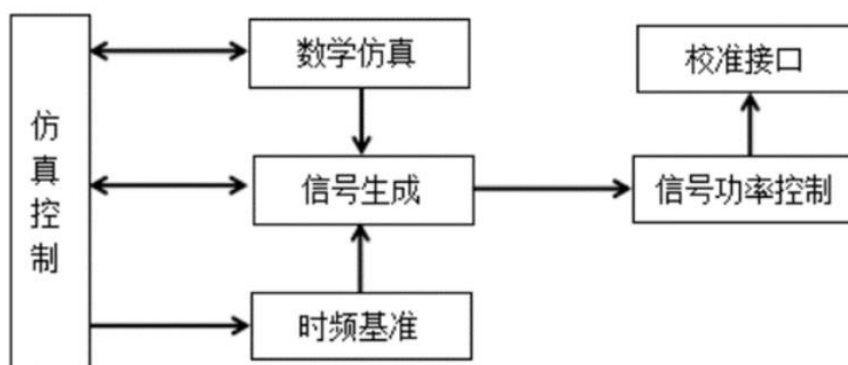 仿真控制
数学仿真
校准接口
信号生成
信号功率控制
时频基准